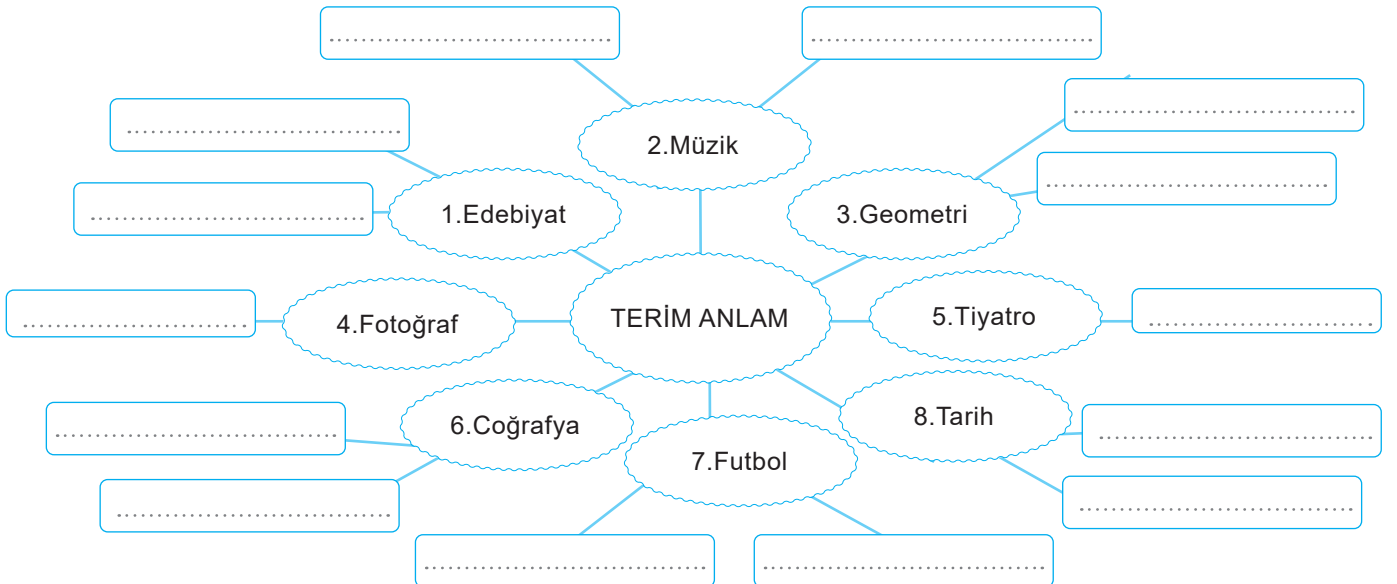 2.Müzik
1.Edebiyat
3.Geometri
TERİM ANLAM
4.Fotoğraf
5.Tiyatro
6.Coğrafya
8.Tarih
7.Futbol